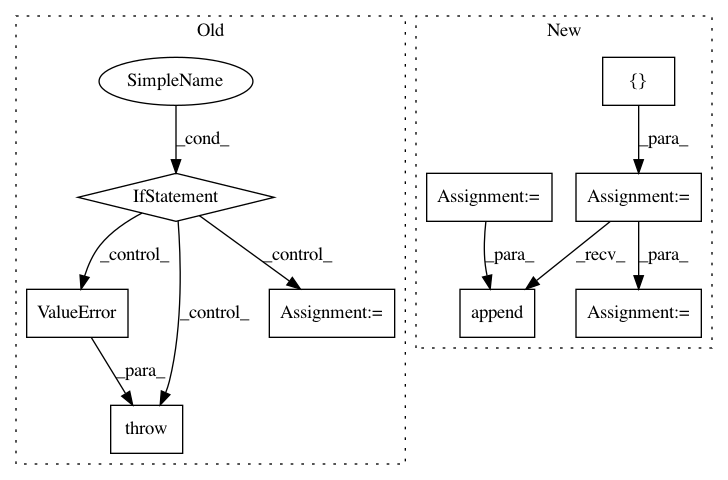 Old
New
SimpleName
{}
_cond_
_para_
IfStatement
Assignment:=
Assignment:=
_control_
_control_
_control_
_para_
_recv_
_para_
ValueError
Assignment:=
append
Assignment:=
_para_
throw